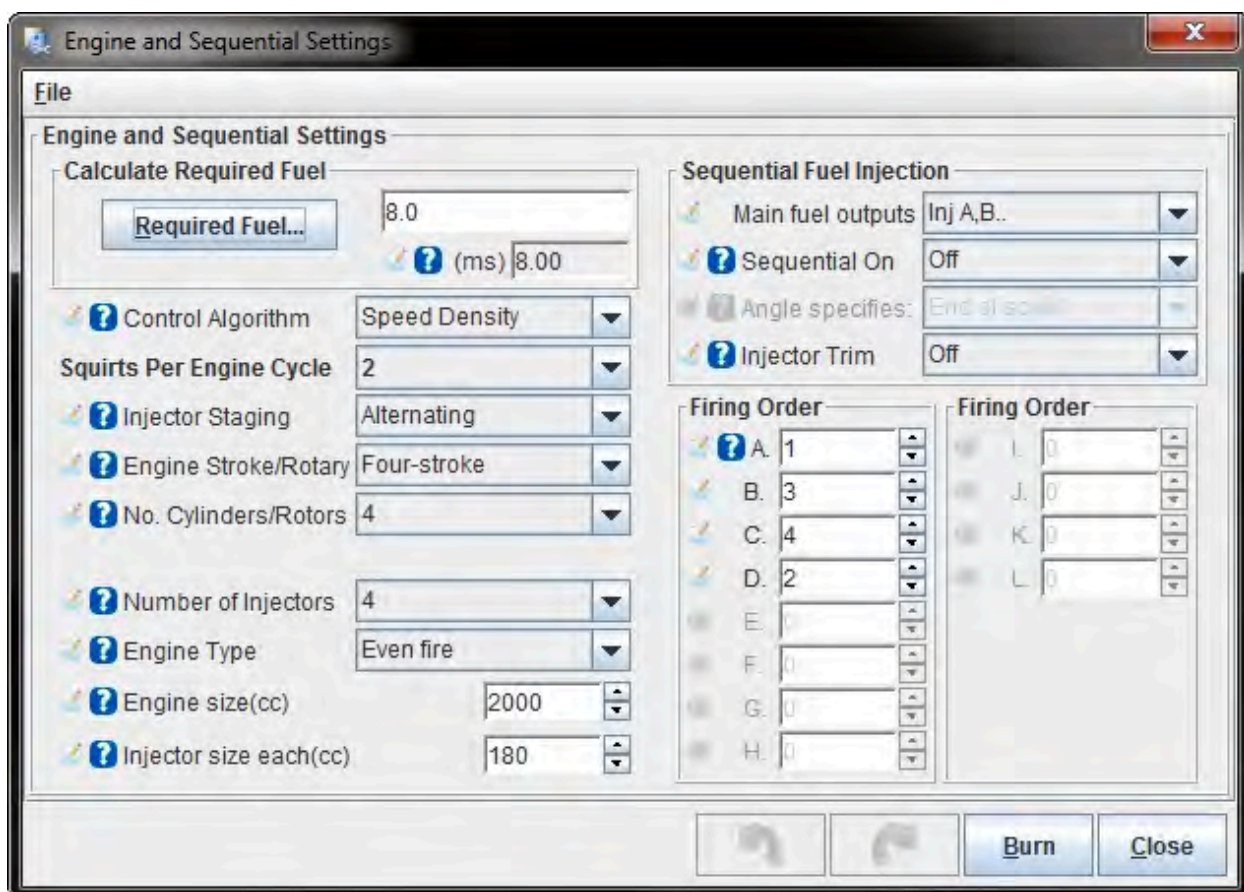 Engine and Sequential Settings
File
Engine and Sequential Settings
Calculate Required Fuel
Required Fuel...
8.0
(ms) 8.00
Control Algorithm Speed Density
Squirts Per Engine Cycle 2
Injector Staging Alternating
Engine Stroke/Rotary Four-stroke
No. Cylinders/Rotors 4
Number of Injectors 4
Engine Type Even fire
Engine size(cc) 2000
Injector size each(cc) 180
Sequential Fuel Injection
Main fuel outputs Inj A,B..
Sequential On Off
Angle specifies:
Injector Trim Off
Firing Order
A. 1
B. 3
C. 4
D. 2
E. 0
F. 0
G. 0
H. 0
Firing Order
I. 0
J. 0
K. 0
L. 0
Burn Close